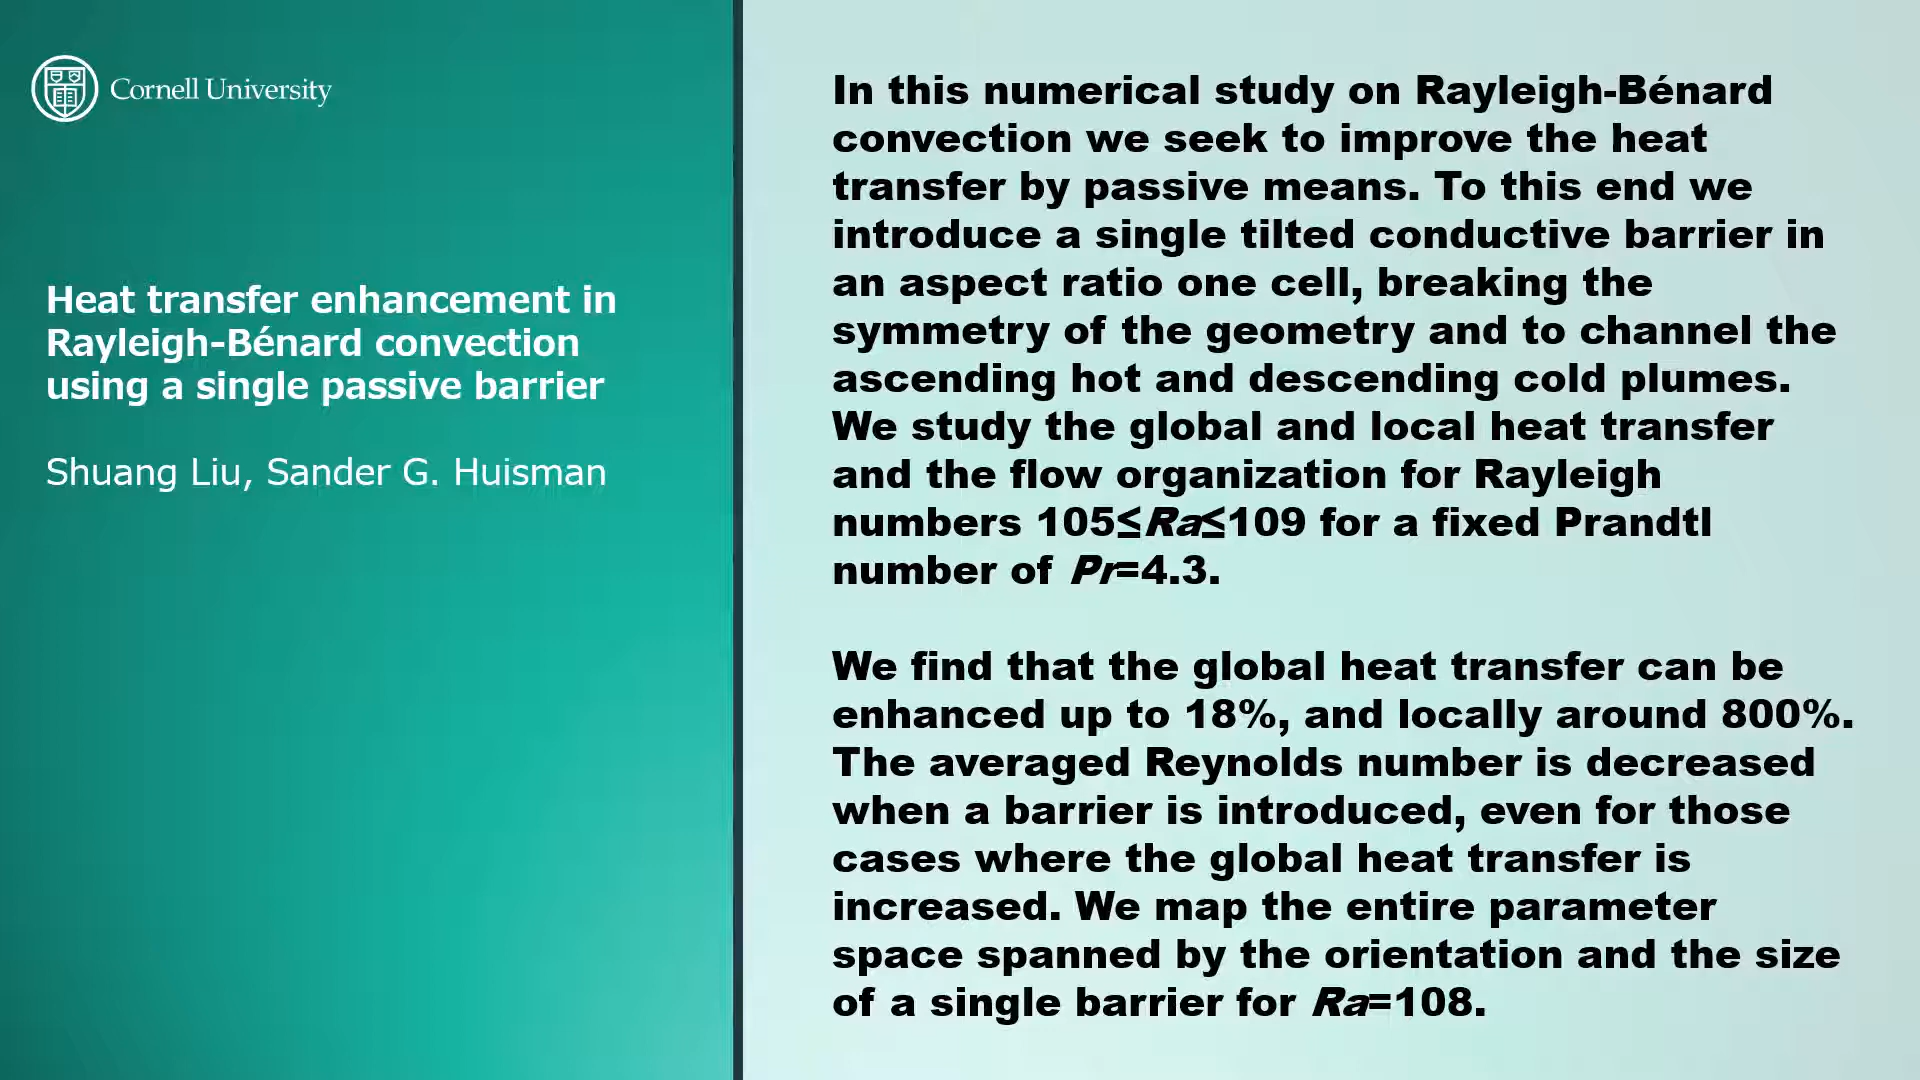 Cornell University
Heat transfer enhancement in
Rayleigh-Bénard convection
using a single passive barrier
Shuang Liu, Sander G. Huisman
In this numerical study on Rayleigh-Bénard
convection we seek to improve the heat
transfer by passive means. To this end we
introduce a single tilted conductive barrier in
an aspect ratio one cell, breaking the
symmetry of the geometry and to channel the
ascending hot and descending cold plumes.
We study the global and local heat transfer
and the flow organization for Rayleigh
numbers 105≤Ra≤109 for a fixed Prandtl
number of Pr=4.3.
We find that the global heat transfer can be
enhanced up to 18%, and locally around 800%.
The averaged Reynolds number is decreased
when a barrier is introduced, even for those
cases where the global heat transfer is
increased. We map the entire parameter
space spanned by the orientation and the size
of a single barrier for Ra=108.